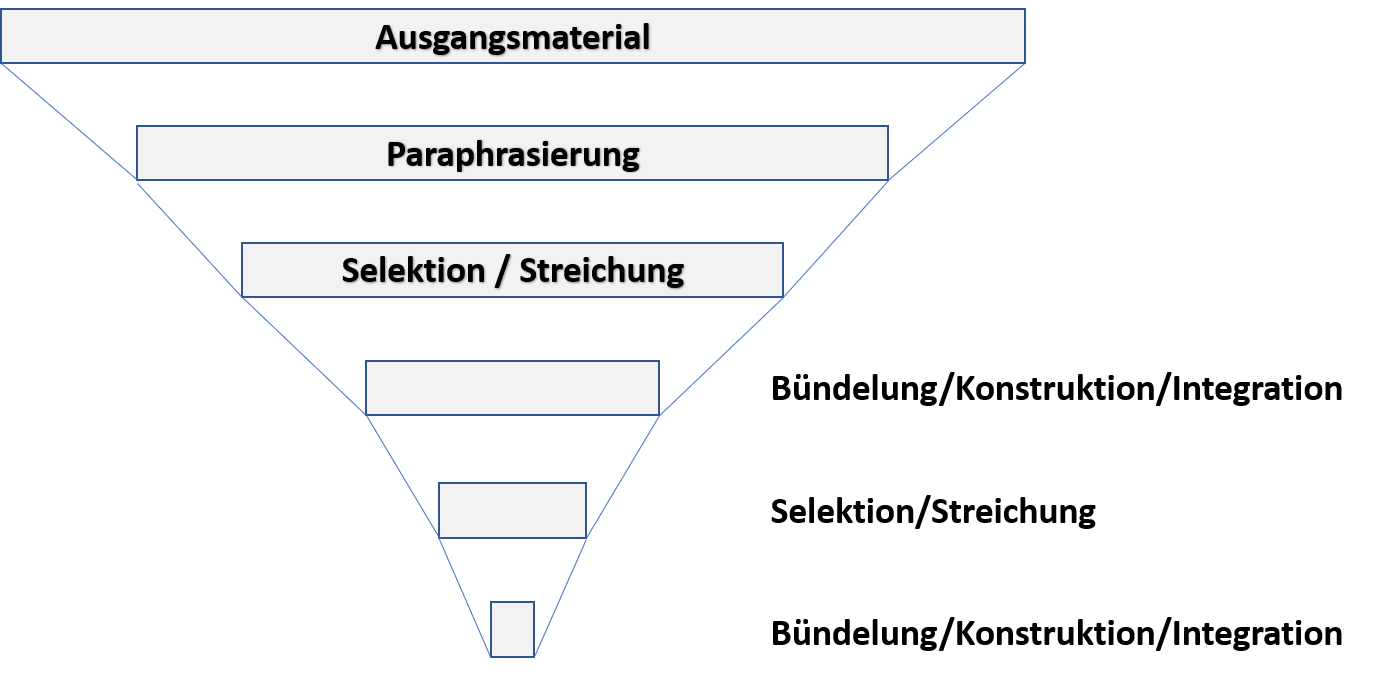 Ausgangsmaterial
Paraphrasierung
Selektion / Streichung
Bündelung/Konstruktion/Integration
Selektion/Streichung
Bündelung/Konstruktion/Integration